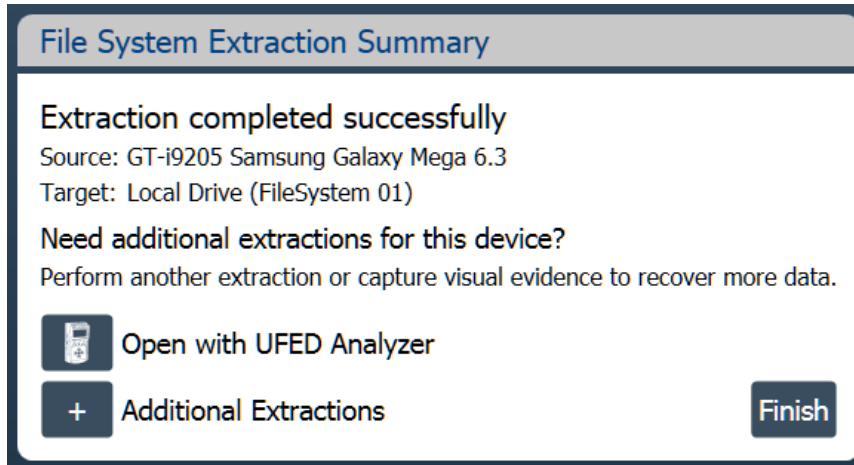 File System Extraction Summary
Extraction completed successfully
Source: GT-i9205 Samsung Galaxy Mega 6.3
Target: Local Drive (FileSystem 01)
Need additional extractions for this device?
Perform another extraction or capture visual evidence to recover more data.
Open with UFED Analyzer
+ Additional Extractions
Finish